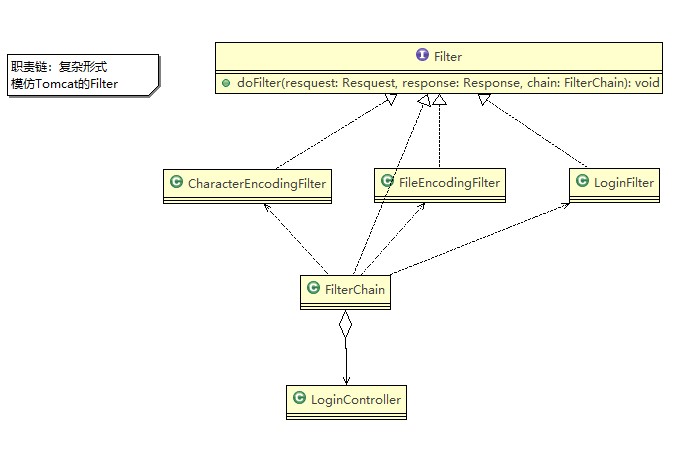 职责链：复杂形式
模仿Tomcat的Filter
I Filter
doFilter(resquest: Resquest, response: Response, chain: FilterChain): void
C CharacterEncodingFilter
C FileEncodingFilter
C LoginFilter
C FilterChain
C LoginController